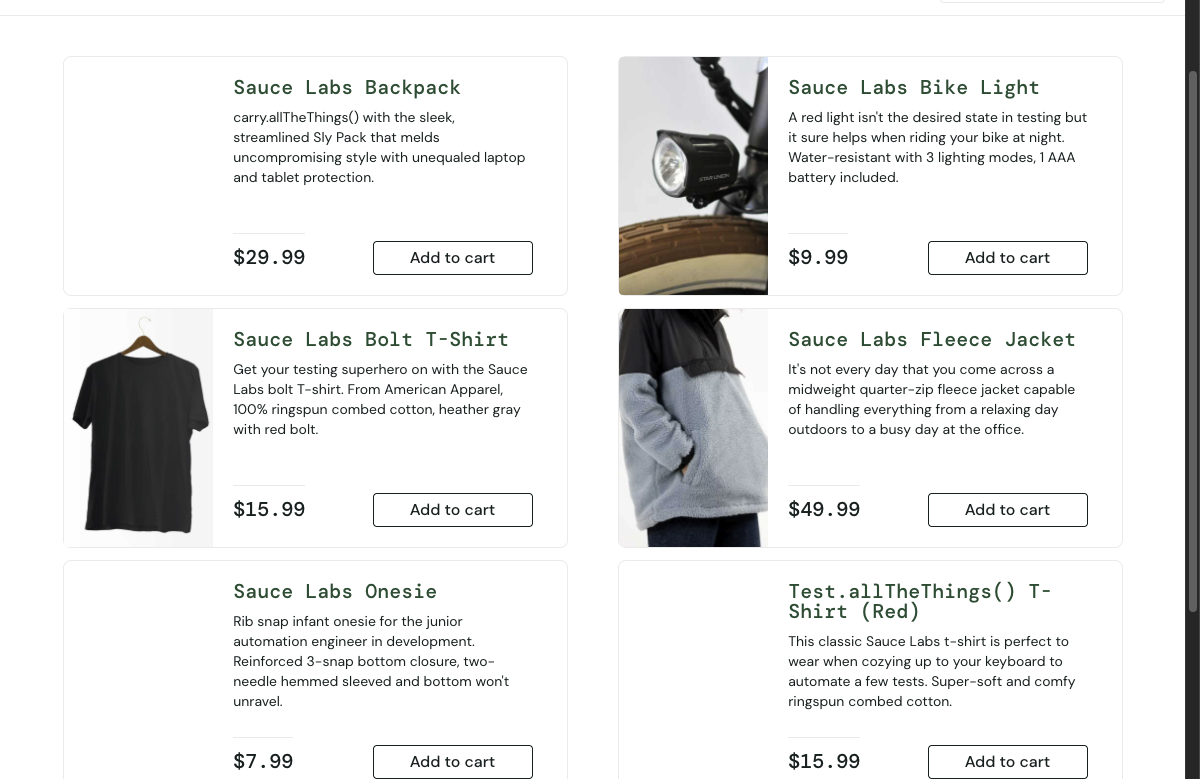 Sauce Labs Backpack
carry.allTheThings() with the sleek,
streamlined Sly Pack that melds
uncompromising style with unequaled laptop
and tablet protection.
$29.99
Add to cart
Sauce Labs Bike Light
A red light isn't the desired state in testing but
it sure helps when riding your bike at night.
Water-resistant with 3 lighting modes, 1 AAA
battery included.
$9.99
Add to cart
Sauce Labs Bolt T-Shirt
Get your testing superhero on with the Sauce
Labs bolt T-shirt. From American Apparel,
100% ringspun combed cotton, heather gray
with red bolt.
$15.99
Add to cart
Sauce Labs Fleece Jacket
It's not every day that you come across a
midweight quarter-zip fleece jacket capable
of handling everything from a relaxing day
outdoors to a busy day at the office.
$49.99
Add to cart
Sauce Labs Onesie
Rib snap infant onesie for the junior
automation engineer in development.
Reinforced 3-snap bottom closure, two-
needle hemmed sleeved and bottom won't
unravel.
$7.99
Add to cart
Test.allTheThings() T-
Shirt (Red)
This classic Sauce Labs t-shirt is perfect to
wear when cozying up to your keyboard to
automate a few tests. Super-soft and comfy
ringspun combed cotton.
$15.99
Add to cart